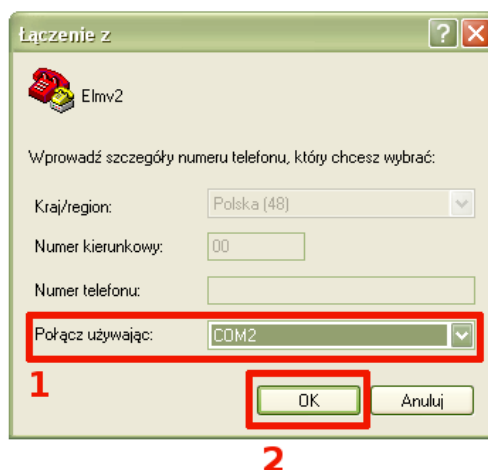 Łączenie z
Elmv2
Wprowadź szczegóły numeru telefonu, który chcesz wybrać:
Kraj/region: Polska (48)
Numer kierunkowy: 00
Numer telefonu:
Połącz używając: COM2
1
OK Anuluj
2